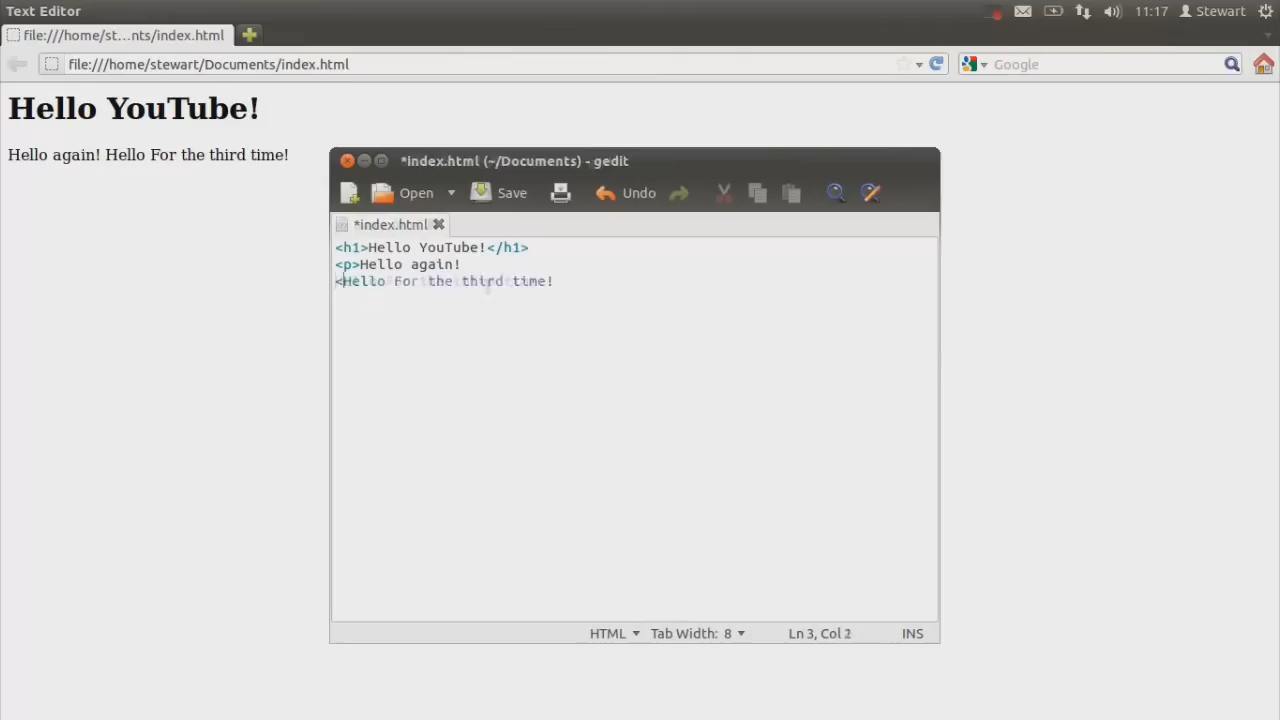 Text Editor
11:17 Stewart
file:///home/st...nts/index.html
file:///home/stewart/Documents/index.html
Google
Hello YouTube!
Hello again! Hello For the third time!
*index.html (~/Documents) - gedit
Open Save Undo
*index.html
<h1>Hello YouTube!</h1>
<p>Hello again!
<Hello For the third time!
HTML Tab Width: 8 Ln 3, Col 2 INS